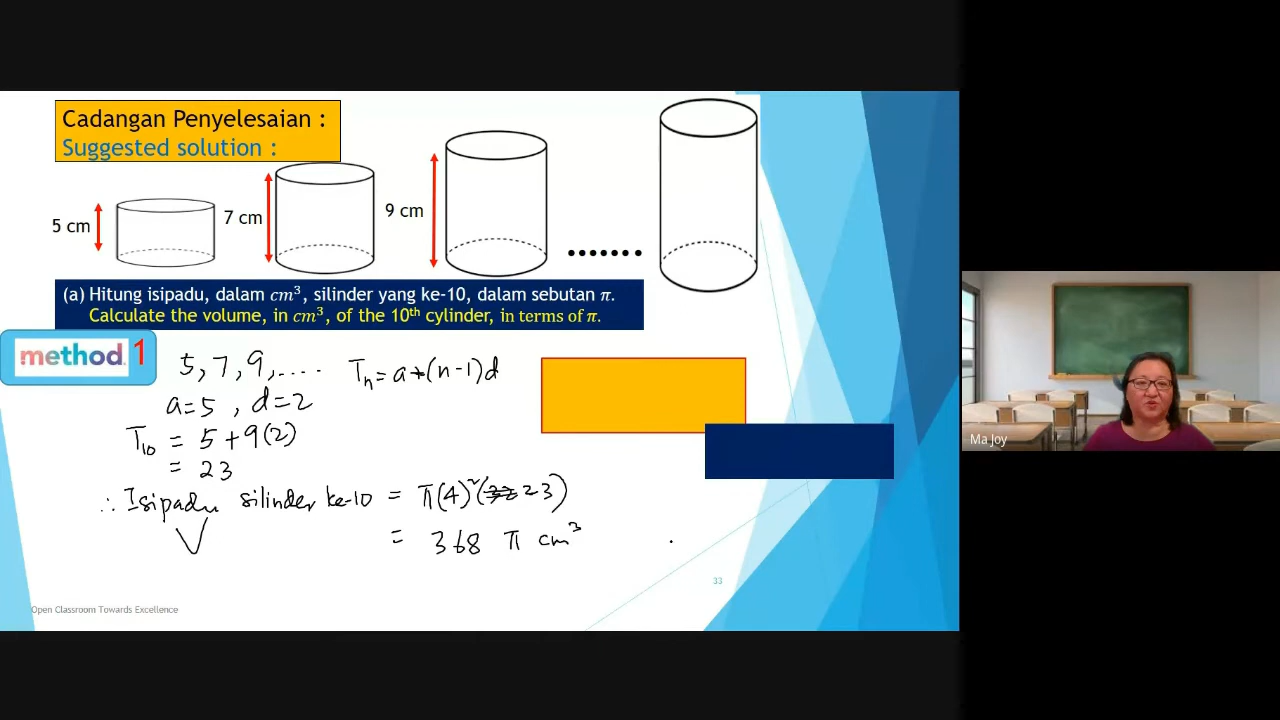 Cadangan Penyelesaian :
Suggested solution :
5 cm
7 cm
9 cm
(a) Hitung isipadu, dalam cm³, silinder yang ke-10, dalam sebutan π.
Calculate the volume, in cm³, of the 10th cylinder, in terms of π.
method 1
5, 7, 9, ....
Tn = a+(n-1)d
a=5 , d=2
T10 = 5 + 9(2)
= 23
∴ Isipadu silinder ke-10 = π(4)²(23)
V
= 368 π cm³
33
Open Classroom Towards Excellence
Ma Joy